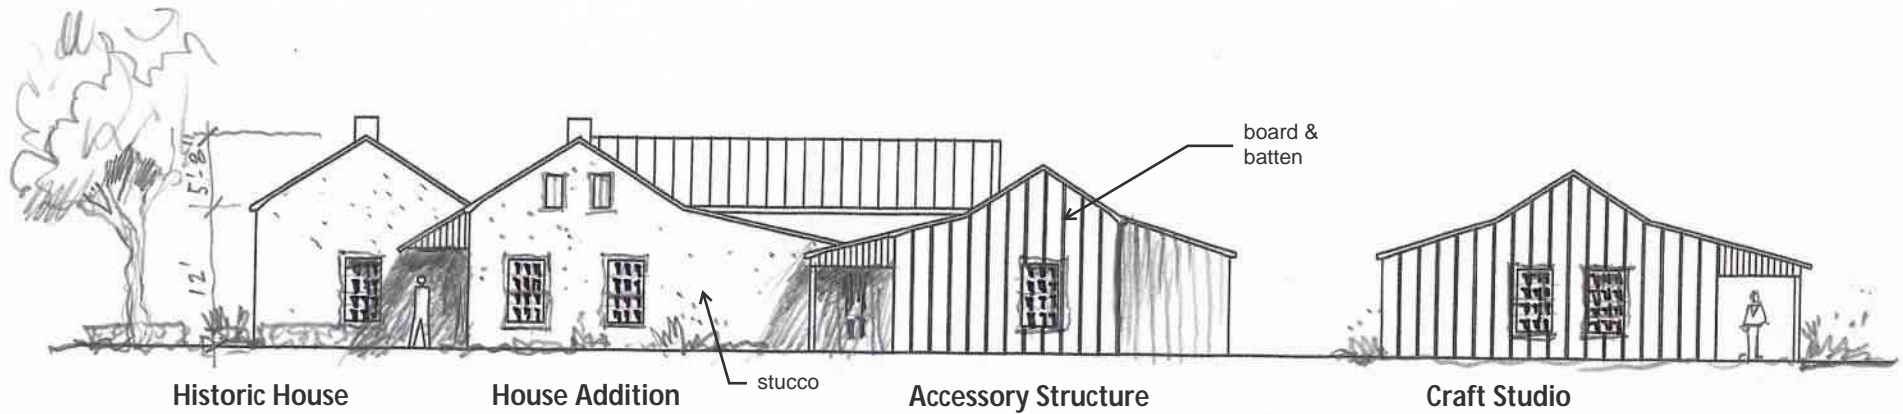 5'-8"
12'
board &
batten
stucco
Historic House
House Addition
Accessory Structure
Craft Studio